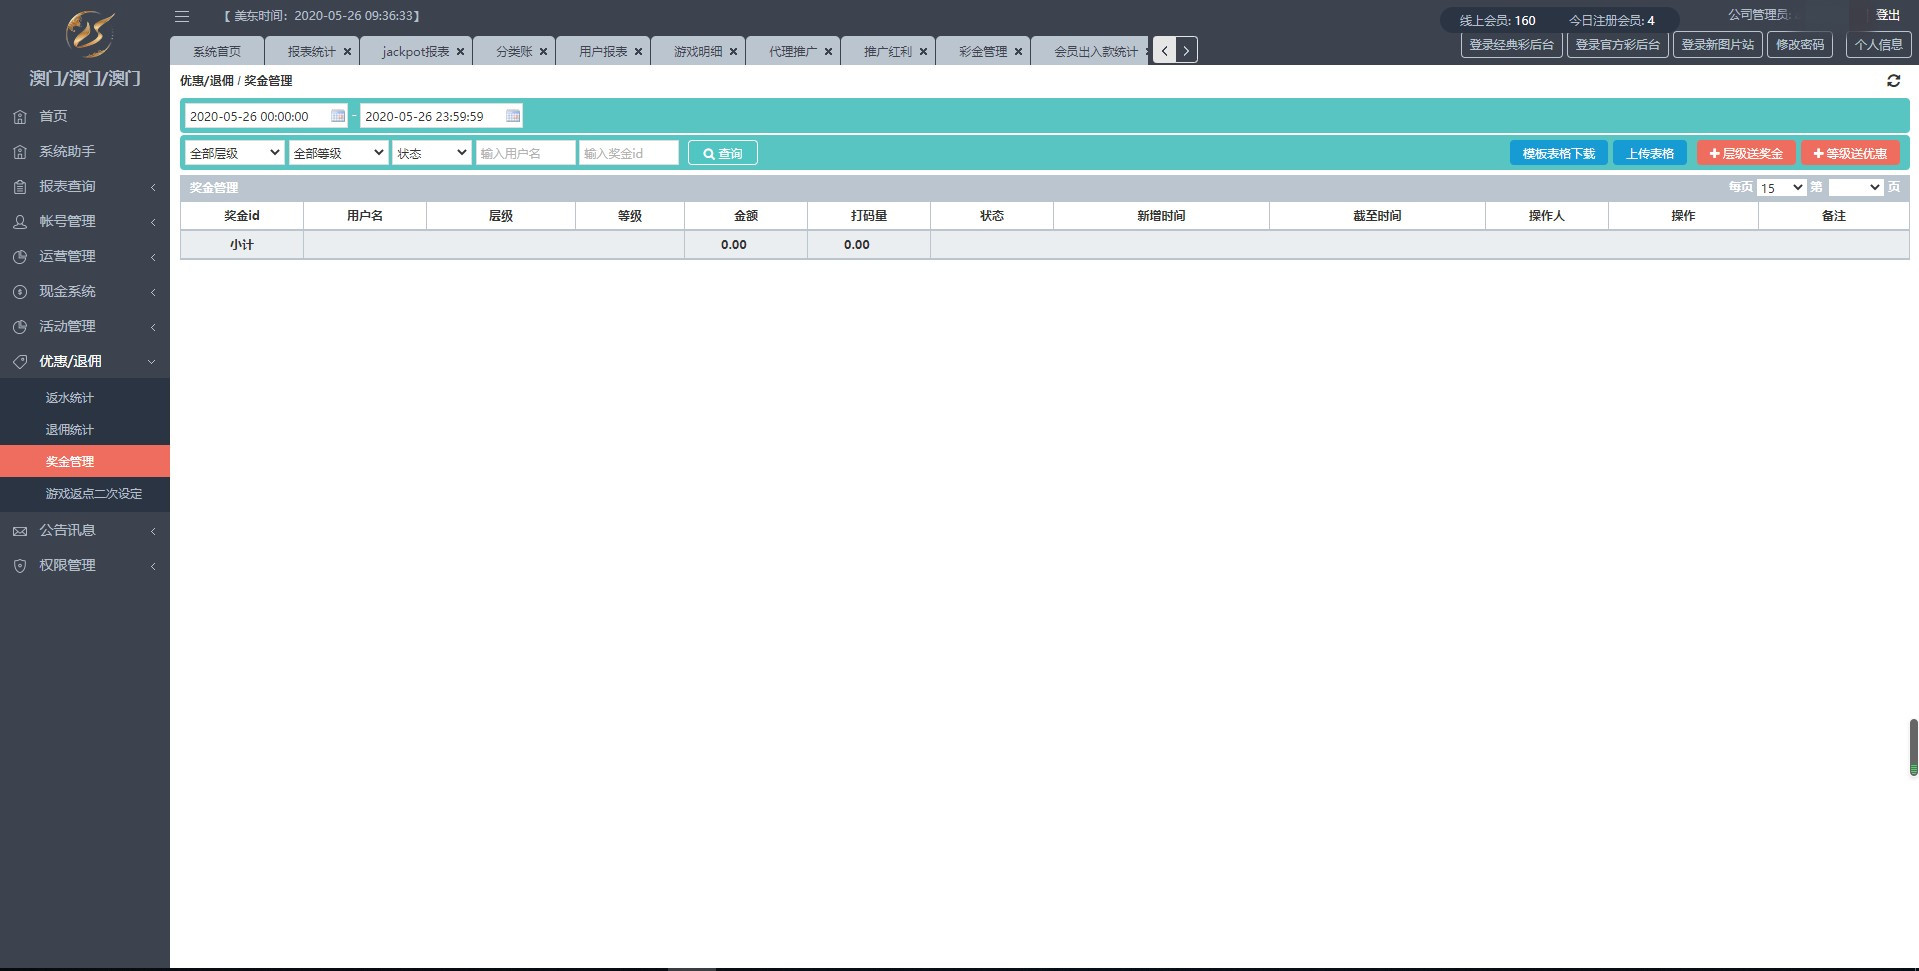 【 美东时间：2020-05-26 09:36:33】
线上会员: 160 今日注册会员: 4
公司管理员:
登出
登录经典彩后台 登录官方彩后台 登录新图片站 修改密码 个人信息
系统首页 报表统计 jackpot报表 分类账 用户报表 游戏明细 代理推广 推广红利 彩金管理 会员出入款统计
澳门/澳门/澳门
首页
系统助手
报表查询
帐号管理
运营管理
现金系统
活动管理
优惠/退佣
返水统计
退佣统计
奖金管理
游戏返点二次设定
公告讯息
权限管理
优惠/退佣 / 奖金管理
2020-05-26 00:00:00 - 2020-05-26 23:59:59
全部层级 全部等级 状态 输入用户名 输入奖金id 查询 模板表格下载 上传表格 层级送奖金 等级送优惠
奖金管理 每页 15 第 页
奖金id 用户名 层级 等级 金额 打码量 状态 新增时间 截至时间 操作人 操作 备注
小计 0.00 0.00